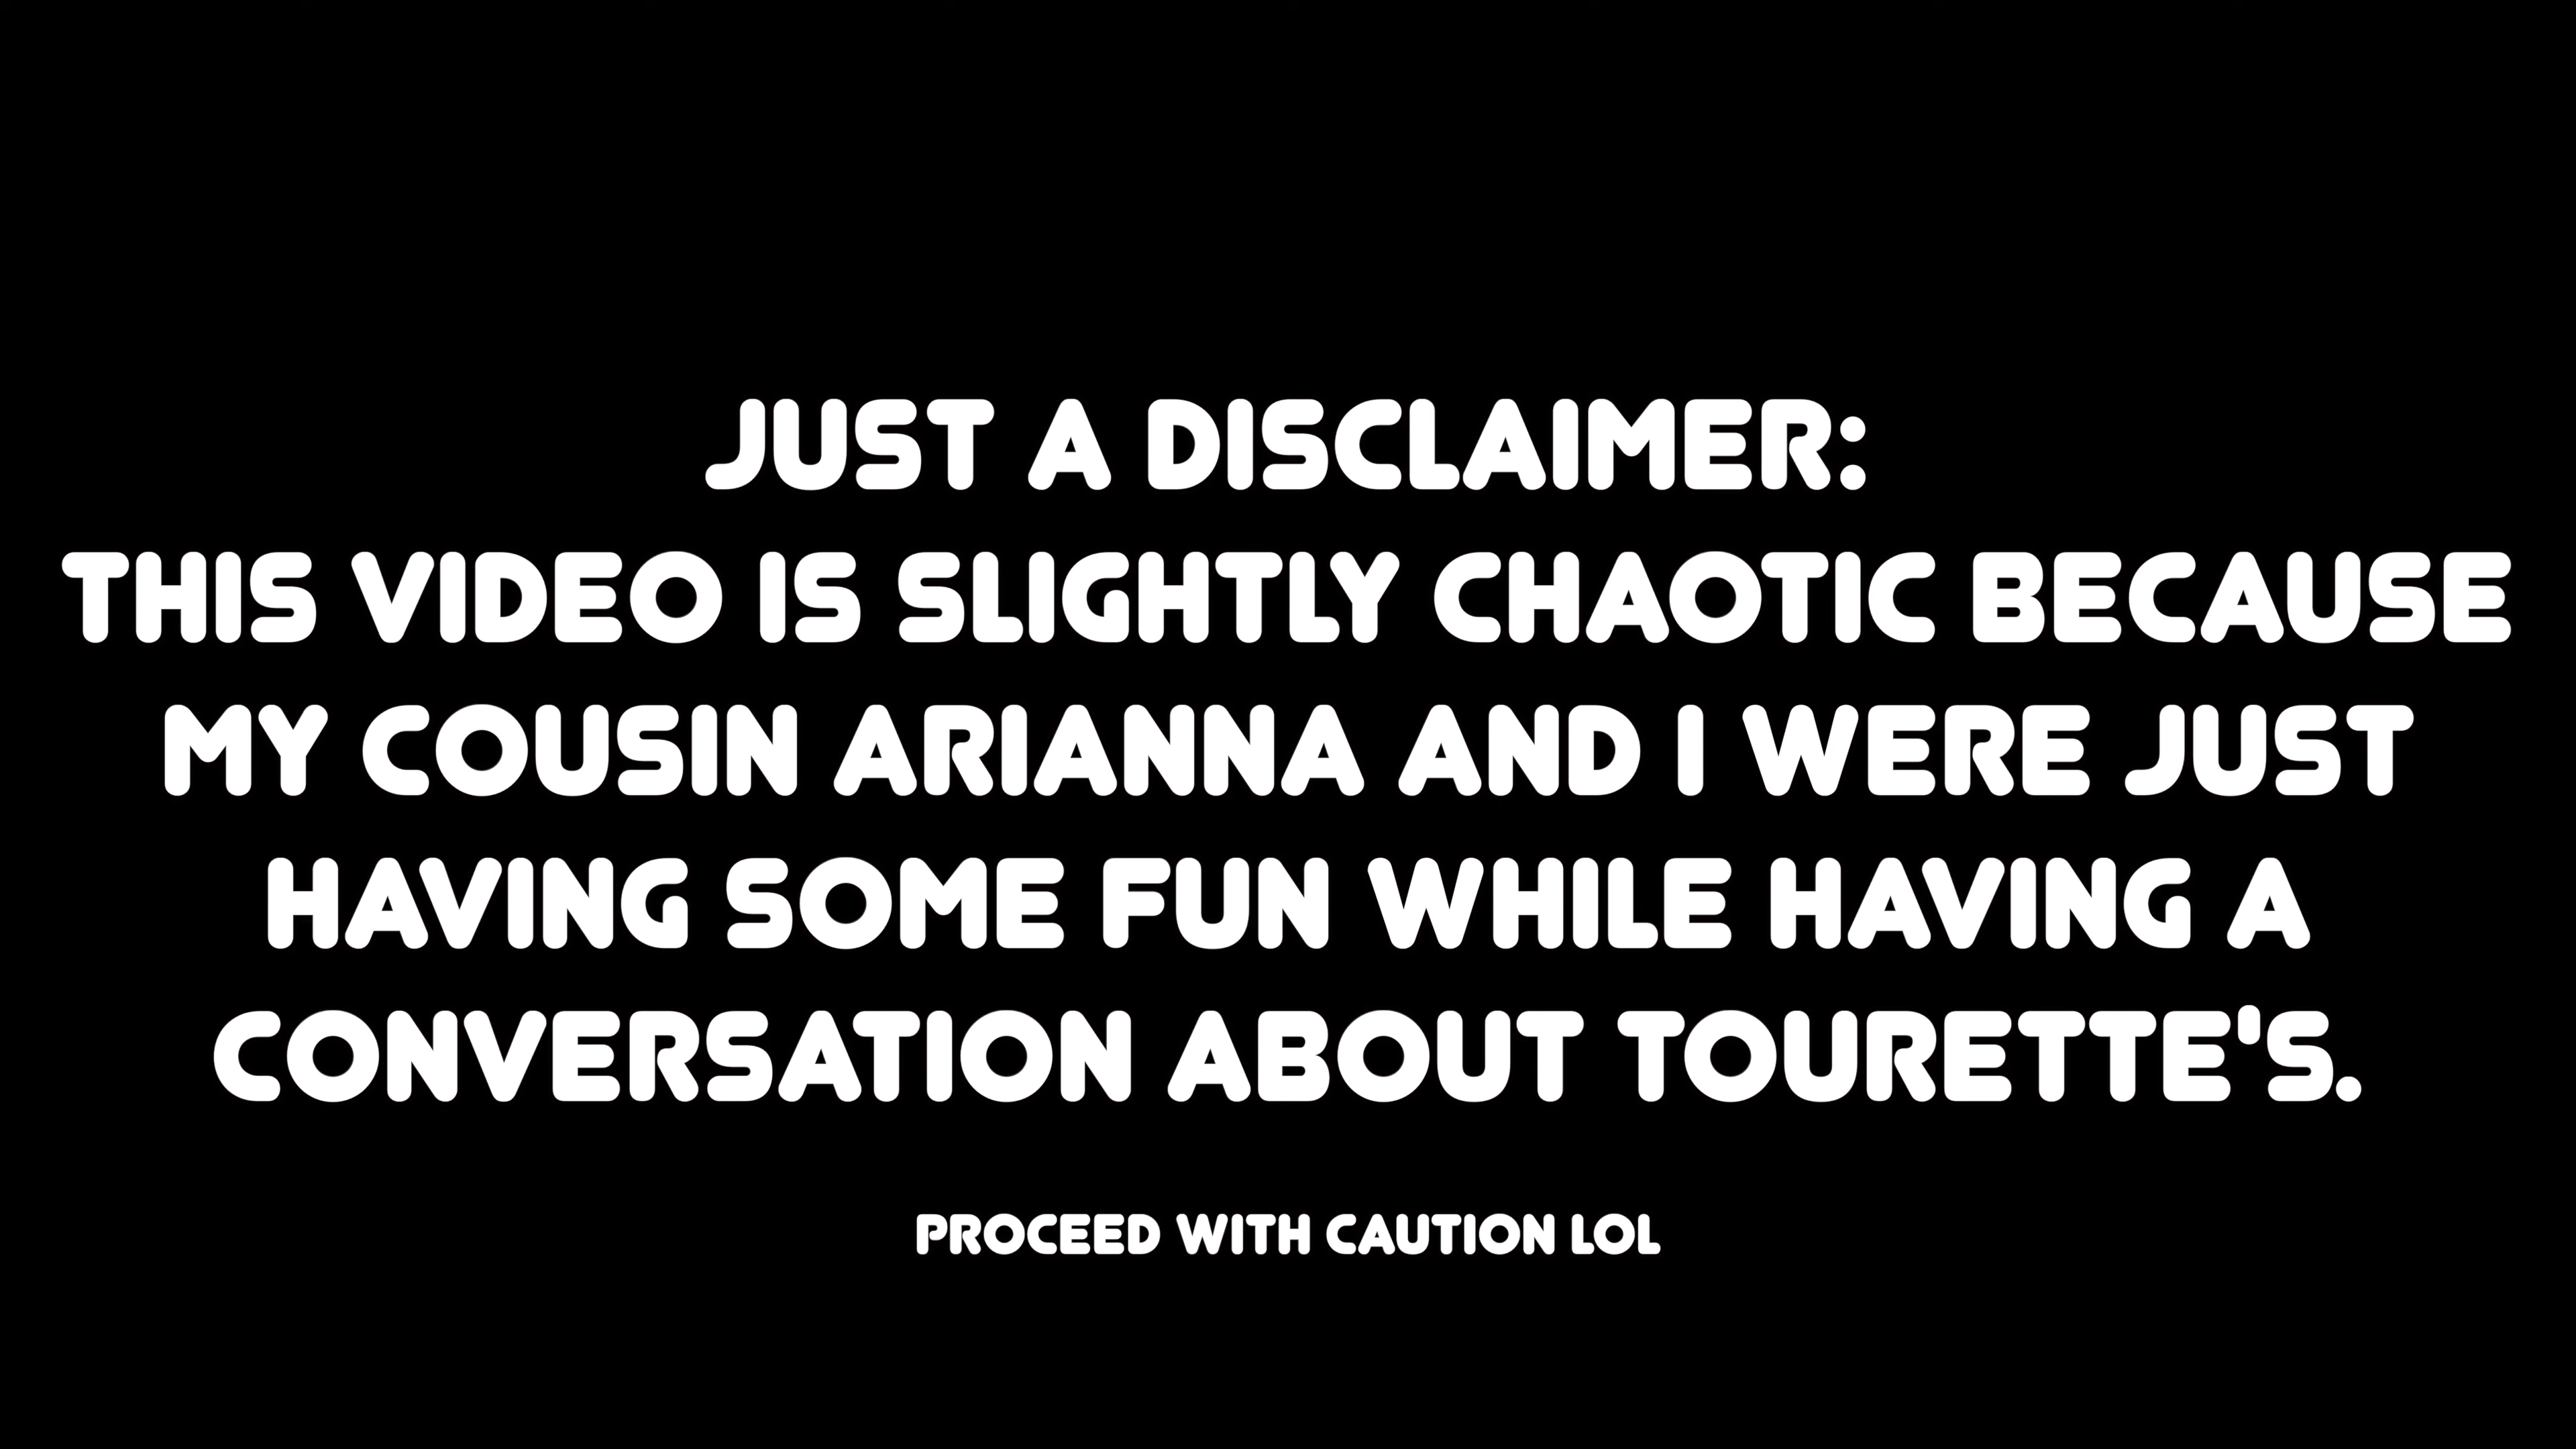 JUST A DISCLAIMER:
THIS VIDEO IS SLIGHTLY CHAOTIC BECAUSE
MY COUSIN ARIANNA AND I WERE JUST
HAVING SOME FUN WHILE HAVING A
CONVERSATION ABOUT TOURETTE'S.
PROCEED WITH CAUTION LOL